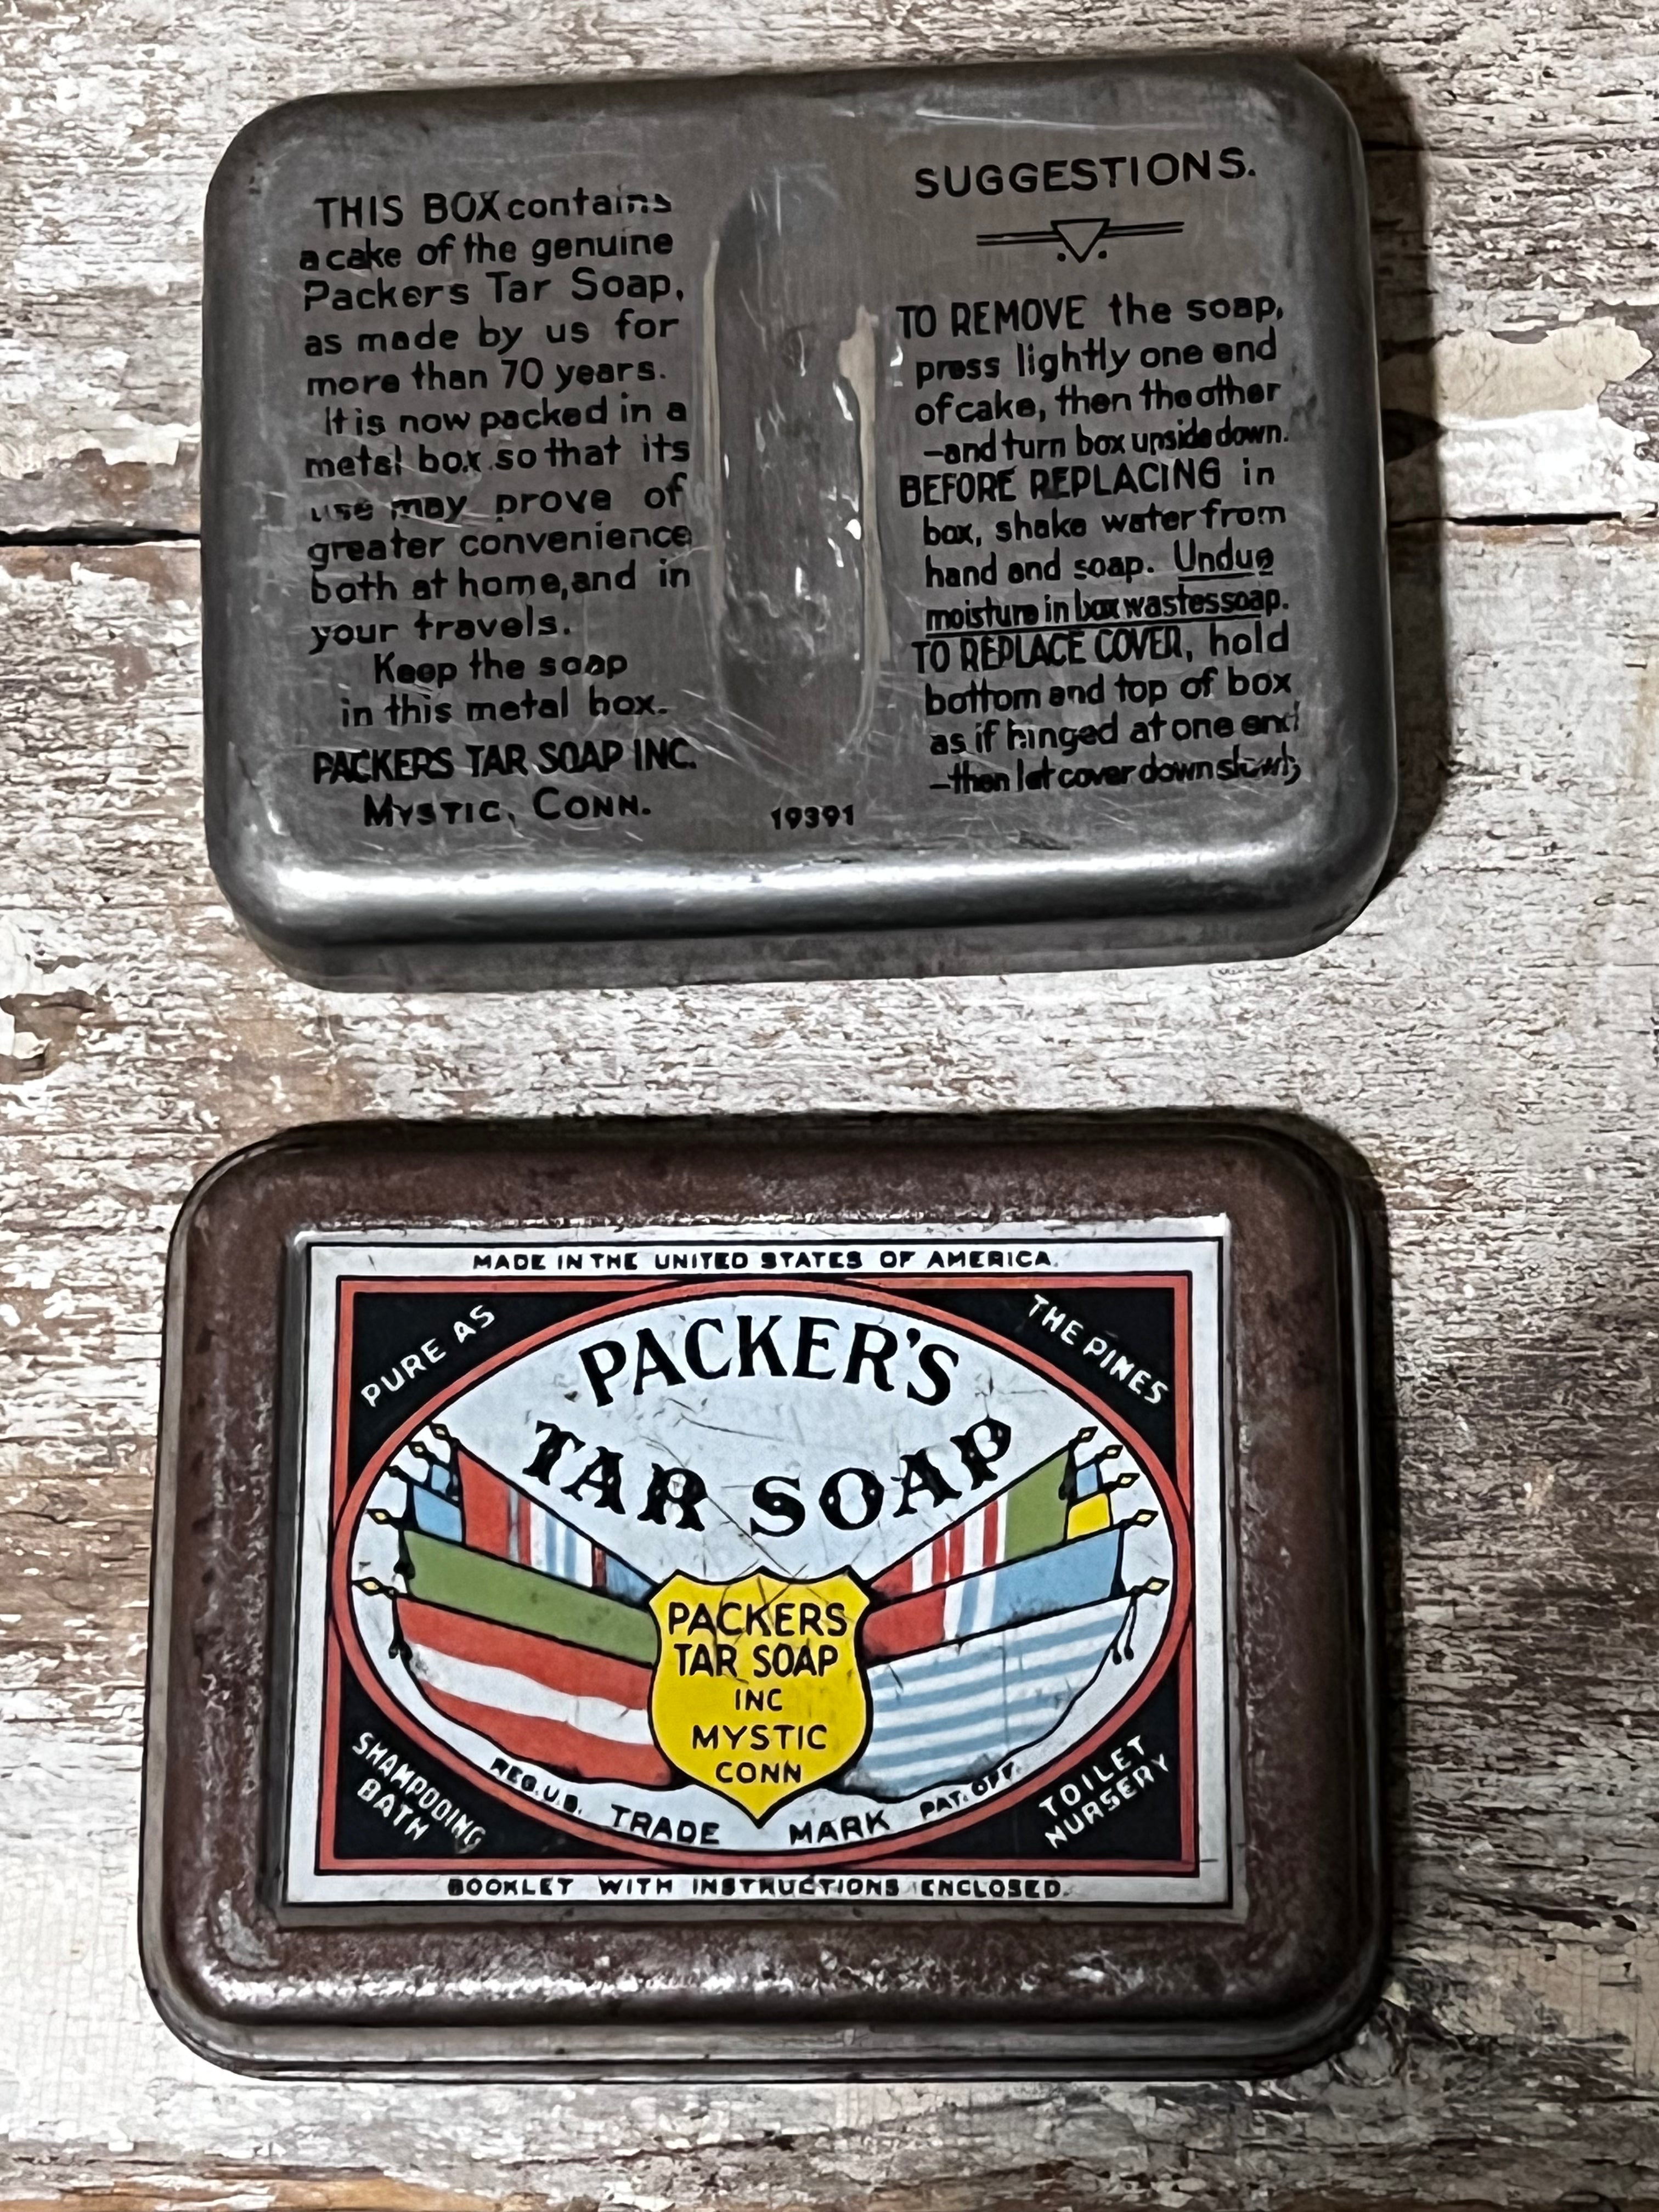 THIS BOX contains
a cake of the genuine
Packers Tar Soap,
as made by us for
more than 70 years.
It is now packed in a
metal box so that its
use may prove of
greater convenience
both at home, and in
your travels.
Keep the soap
in this metal box.
PACKERS TAR SOAP INC.
MYSTIC, CONN.
19391
SUGGESTIONS.
TO REMOVE the soap,
press lightly one end
of cake, then the other
—and turn box upside down.
BEFORE REPLACING in
box, shake water from
hand and soap. Undue
moisture in box wastes soap.
TO REPLACE COVER, hold
bottom and top of box
as if hinged at one end
—then let cover down slowly
MADE IN THE UNITED STATES OF AMERICA.
PURE AS
THE PINES
PACKER'S
TAR SOAP
PACKERS
TAR SOAP
INC
MYSTIC
CONN
REG. U.S. TRADE MARK PAT. OFF.
SHAMPOOING
BATH
TOILET
NURSERY
BOOKLET WITH INSTRUCTIONS ENCLOSED.